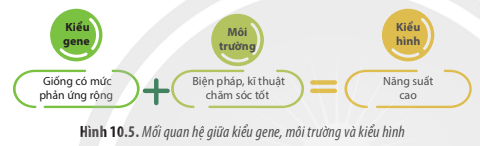 Kiểu
gene
Môi
trường
Kiểu
hình
Giống có mức
phản ứng rộng
+
Biện pháp, kĩ thuật
chăm sóc tốt
=
Năng suất
cao
Hình 10.5. Mối quan hệ giữa kiểu gene, môi trường và kiểu hình